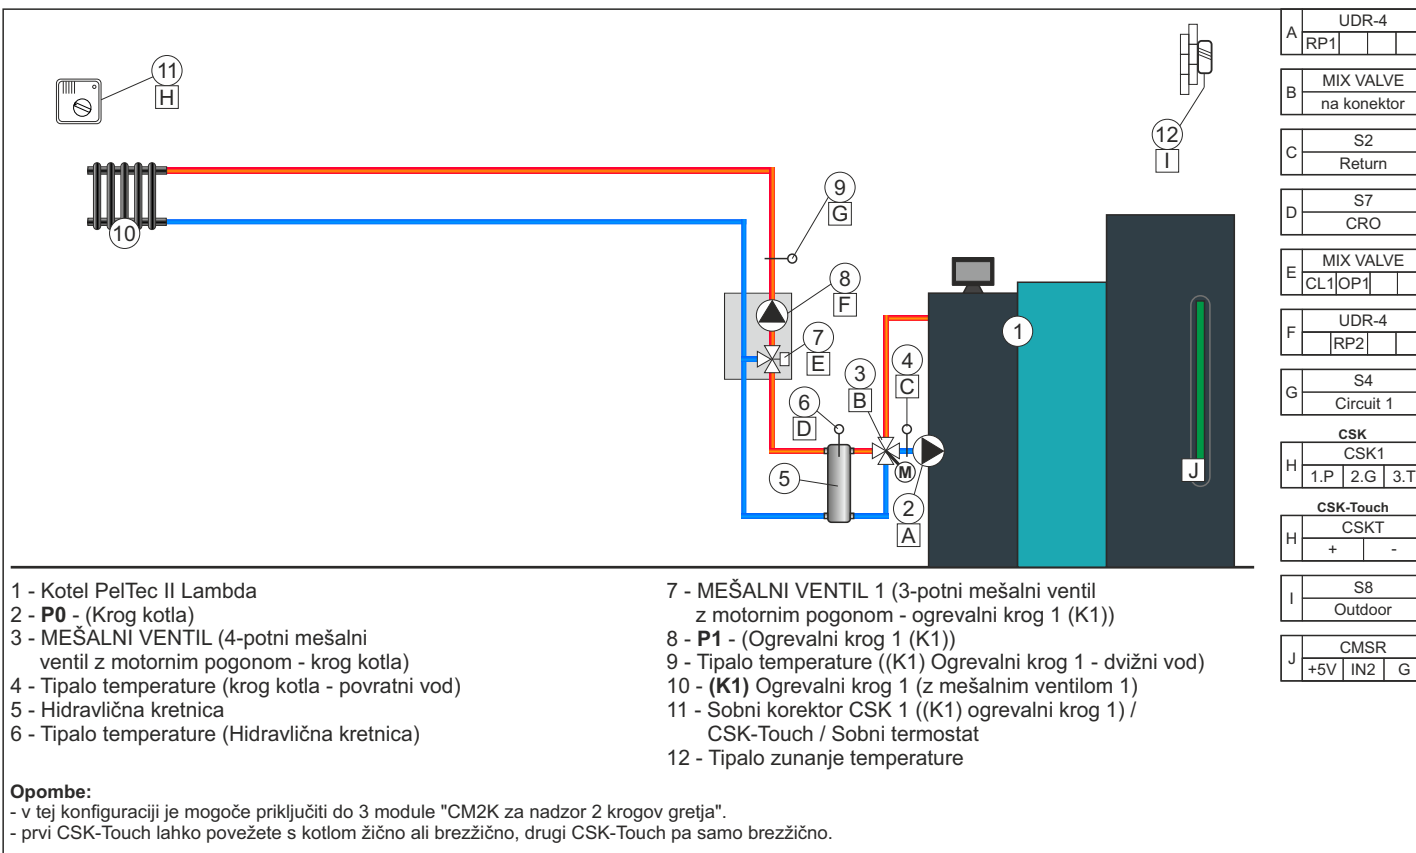 11
H
10
9
G
8
F
7
E
6
D
5
3
B
4
C
M
2
A
1
12
I
J
A
UDR-4
RP1
B
MIX VALVE
na konektor
C
S2
Return
D
S7
CRO
E
MIX VALVE
CL1 OP1
F
UDR-4
RP2
G
S4
Circuit 1
CSK
H
CSK1
1.P 2.G 3.T
CSK-Touch
H
CSKT
+ -
I
S8
Outdoor
J
CMSR
+5V IN2 G
1 - Kotel PelTec II Lambda
2 - P0 - (Krog kotla)
3 - MEŠALNI VENTIL (4-potni mešalni
ventil z motornim pogonom - krog kotla)
4 - Tipalo temperature (krog kotla - povratni vod)
5 - Hidravlična kretnica
6 - Tipalo temperature (Hidravlična kretnica)
7 - MEŠALNI VENTIL 1 (3-potni mešalni ventil
z motornim pogonom - ogrevalni krog 1 (K1))
8 - P1 - (Ogrevalni krog 1 (K1))
9 - Tipalo temperature ((K1) Ogrevalni krog 1 - dvižni vod)
10 - (K1) Ogrevalni krog 1 (z mešalnim ventilom 1)
11 - Sobni korektor CSK 1 ((K1) ogrevalni krog 1) /
CSK-Touch / Sobni termostat
12 - Tipalo zunanje temperature
Opombe:
- v tej konfiguraciji je mogoče priključiti do 3 module "CM2K za nadzor 2 krogov gretja".
- prvi CSK-Touch lahko povežete s kotlom žično ali brezžično, drugi CSK-Touch pa samo brezžično.